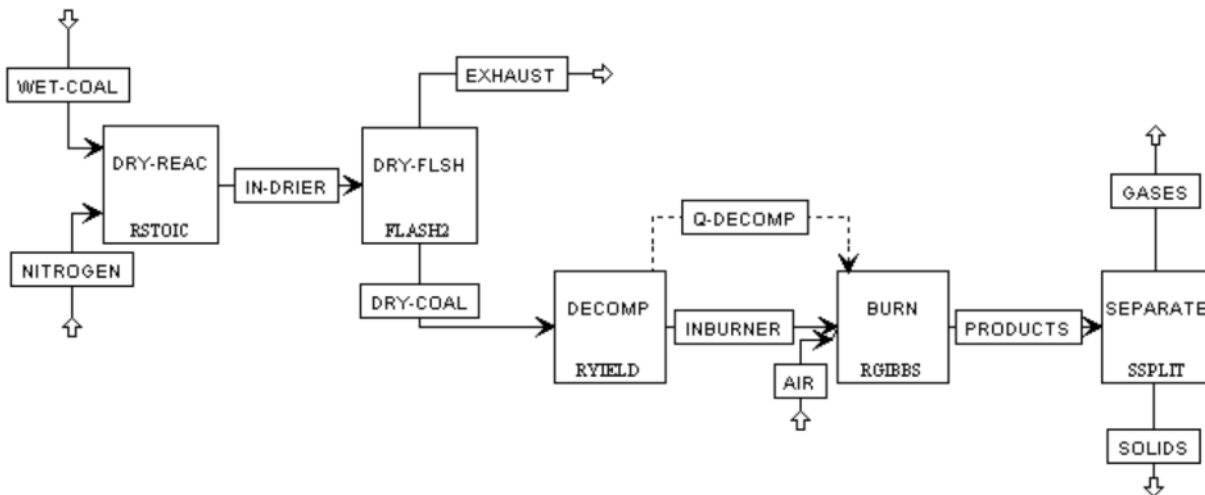 WET-COAL
NITROGEN
DRY-REAC
RSTOIC
IN-DRIER
DRY-FLSH
FLASH2
EXHAUST
DRY-COAL
DECOMP
RYIELD
Q-DECOMP
INBURNER
AIR
BURN
RGIBBS
PRODUCTS
SEPARATE
SSPLIT
GASES
SOLIDS